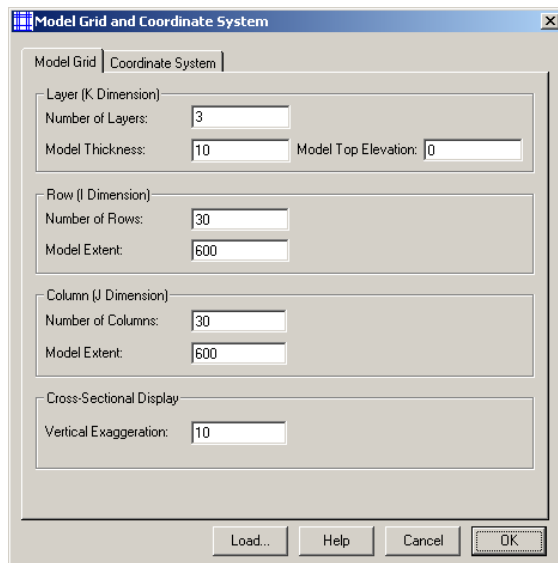 Model Grid and Coordinate System
Model Grid Coordinate System
Layer (K Dimension)
Number of Layers: 3
Model Thickness: 10 Model Top Elevation: 0
Row (I Dimension)
Number of Rows: 30
Model Extent: 600
Column (J Dimension)
Number of Columns: 30
Model Extent: 600
Cross-Sectional Display
Vertical Exaggeration: 10
Load... Help Cancel OK